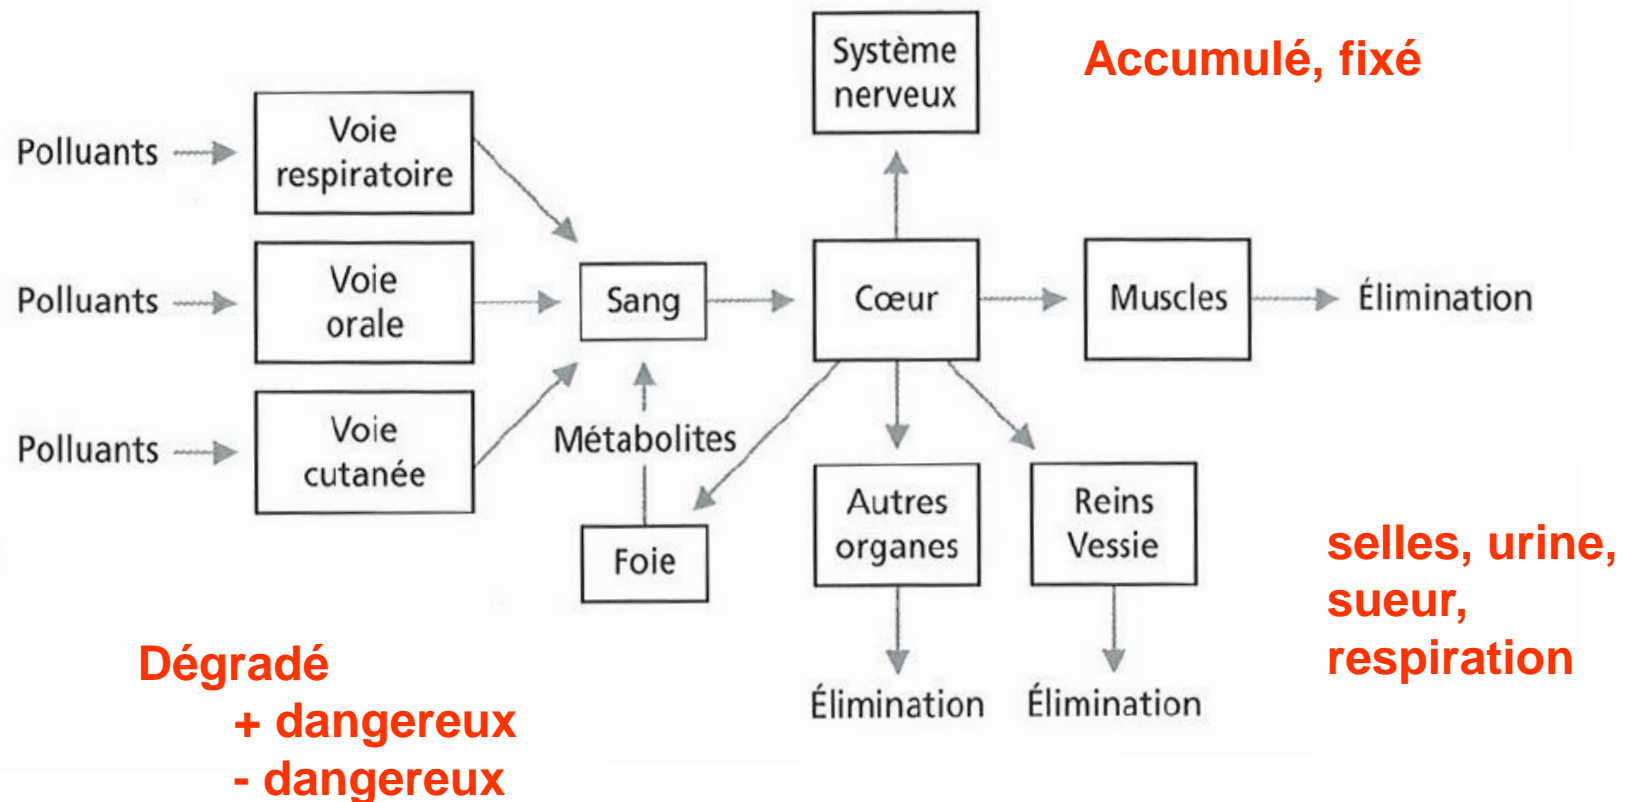 Système
nerveux
Accumulé, fixé
Polluants
Voie
respiratoire
Polluants
Voie
orale
Sang
Cœur
Muscles
Élimination
Polluants
Voie
cutanée
Métabolites
Foie
Autres
organes
Reins
Vessie
selles, urine,
sueur,
respiration
Élimination
Élimination
Dégradé
+ dangereux
- dangereux